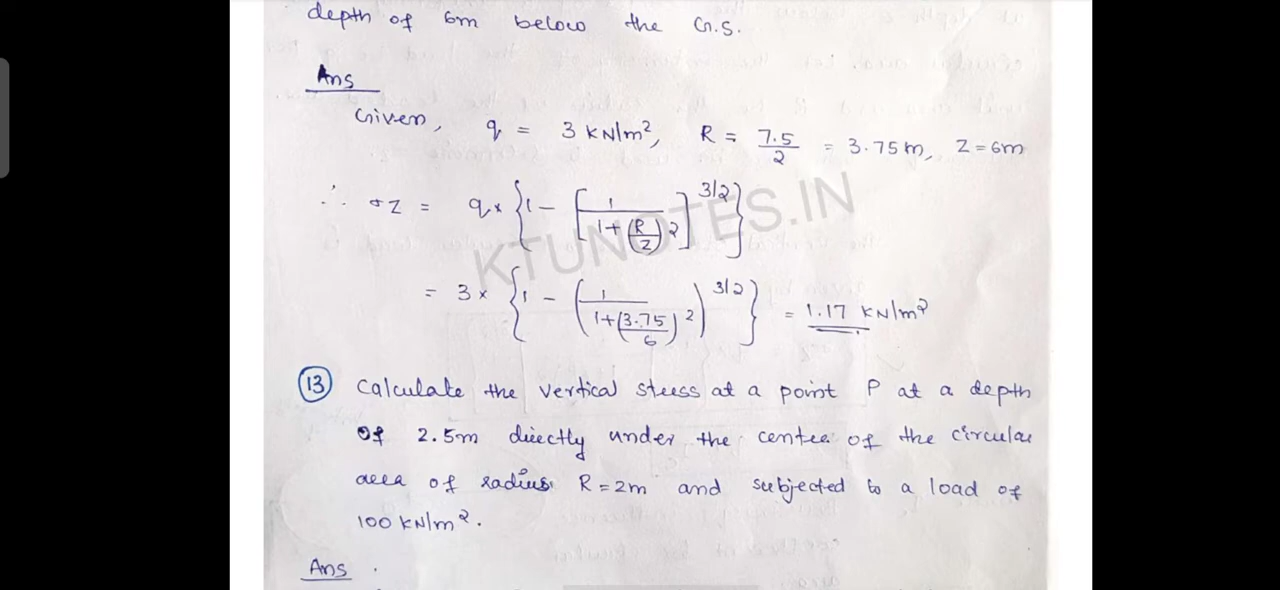 depth of 6m below the G.S.
Ans
Given, q = 3 KN/m², R = 7.5/2 = 3.75m, Z = 6m
∴ σz = q × { 1 - [ 1 / 1 + (R/Z)² ]^3/2 }
= 3 × { 1 - ( 1 / 1 + (3.75/6)² )^3/2 } = 1.17 KN/m²
KTUNOTES.IN
(13) Calculate the vertical stress at a point P at a depth
of 2.5m directly under the center of the circular
area of radius R = 2m and subjected to a load of
100 KN/m².
Ans